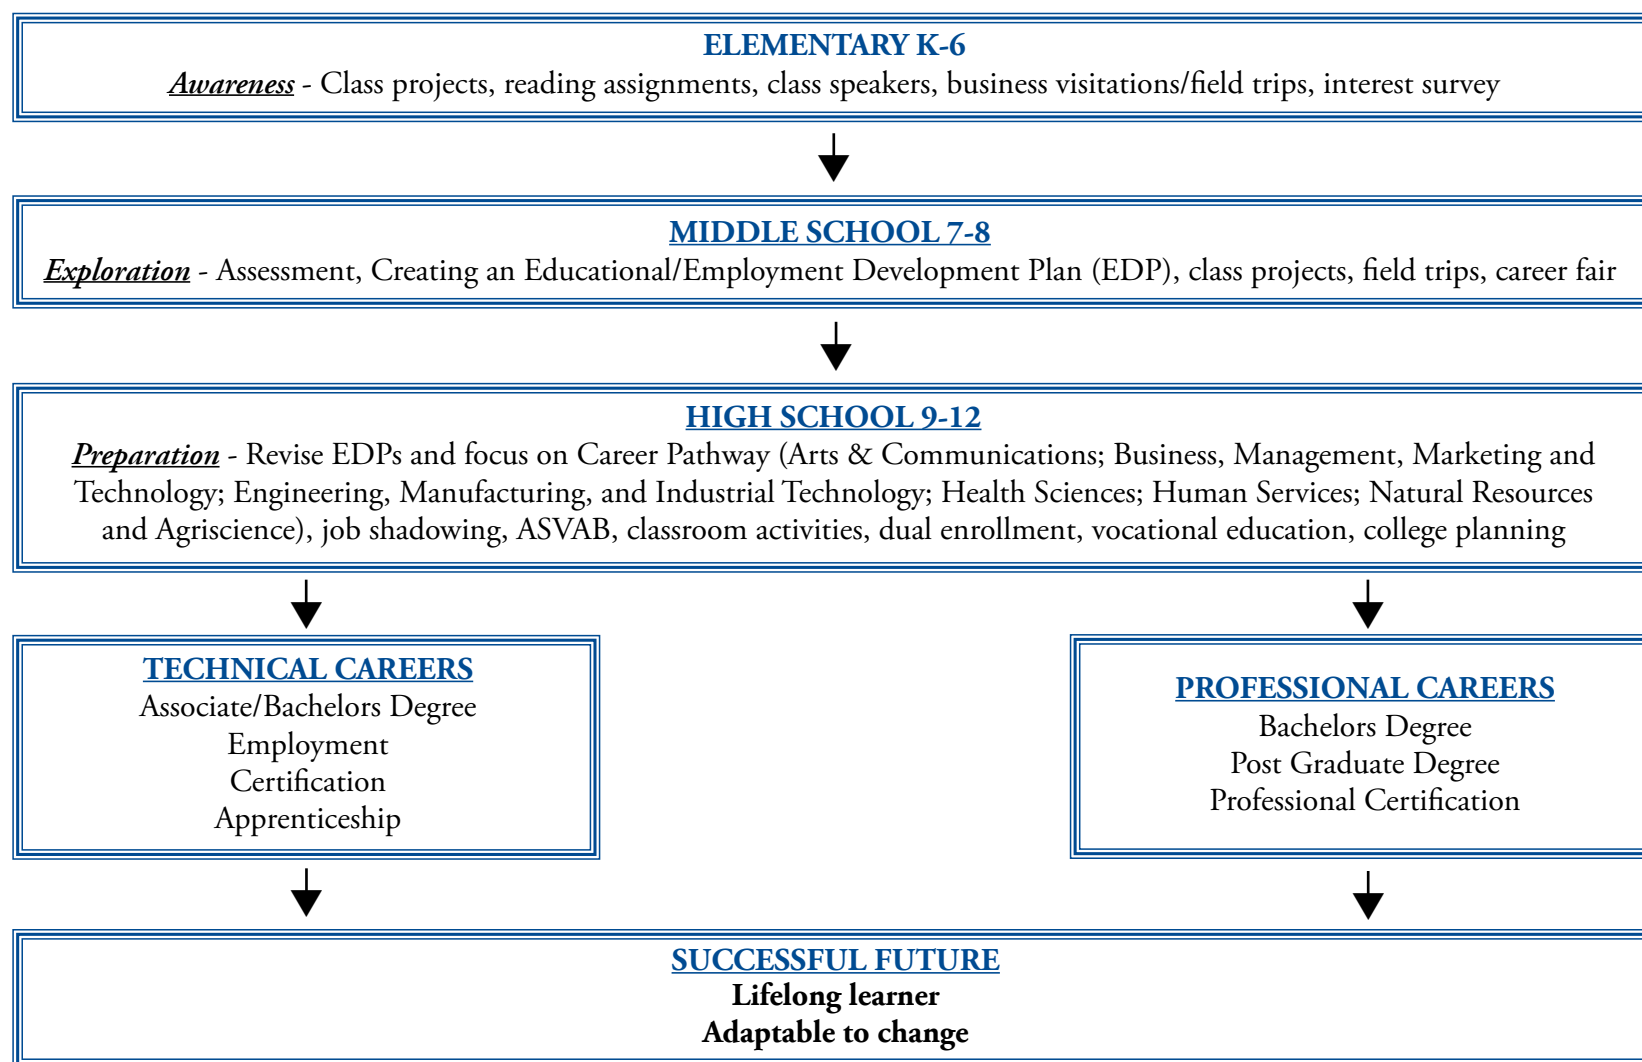 ELEMENTARY K-6
Awareness - Class projects, reading assignments, class speakers, business visitations/field trips, interest survey
MIDDLE SCHOOL 7-8
Exploration - Assessment, Creating an Educational/Employment Development Plan (EDP), class projects, field trips, career fair
HIGH SCHOOL 9-12
Preparation - Revise EDPs and focus on Career Pathway (Arts & Communications; Business, Management, Marketing and
Technology; Engineering, Manufacturing, and Industrial Technology; Health Sciences; Human Services; Natural Resources
and Agriscience), job shadowing, ASVAB, classroom activities, dual enrollment, vocational education, college planning
TECHNICAL CAREERS
Associate/Bachelors Degree
Employment
Certification
Apprenticeship
PROFESSIONAL CAREERS
Bachelors Degree
Post Graduate Degree
Professional Certification
SUCCESSFUL FUTURE
Lifelong learner
Adaptable to change